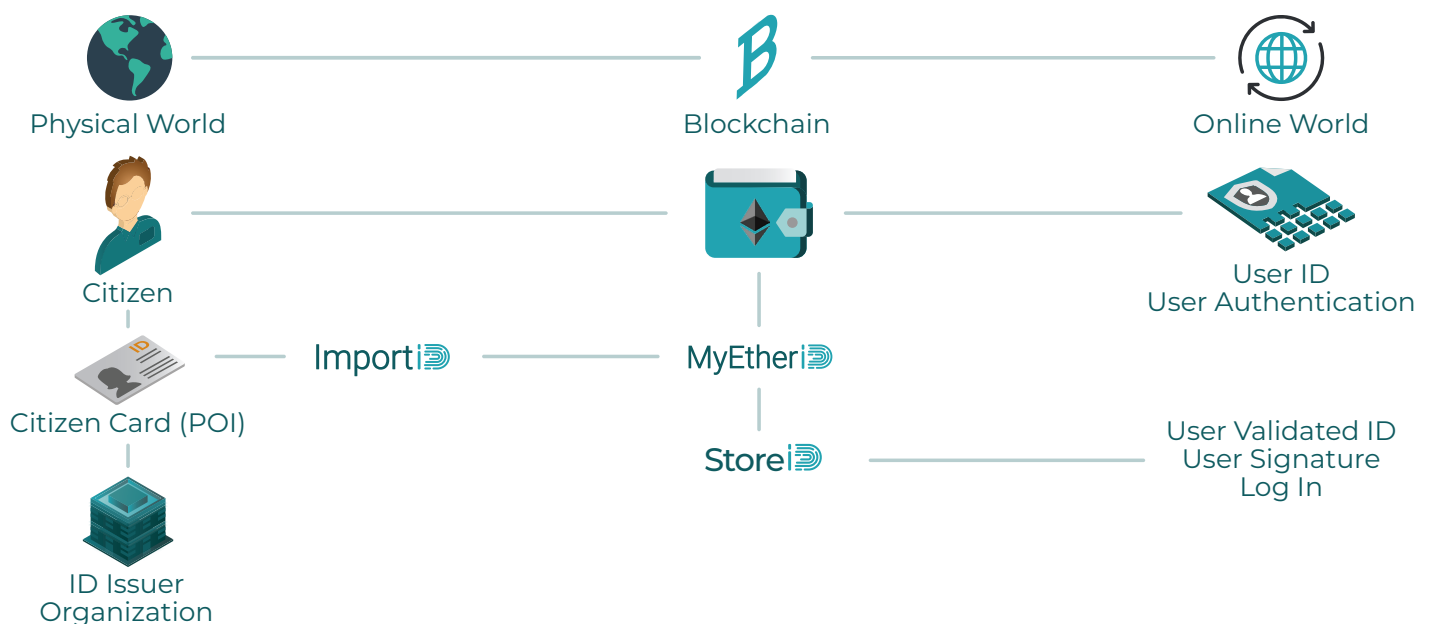 Physical World
Blockchain
Online World
Citizen
User ID
User Authentication
ID
ImportiD
MyEtheriD
Citizen Card (POI)
StoreiD
User Validated ID
User Signature
Log In
ID Issuer
Organization